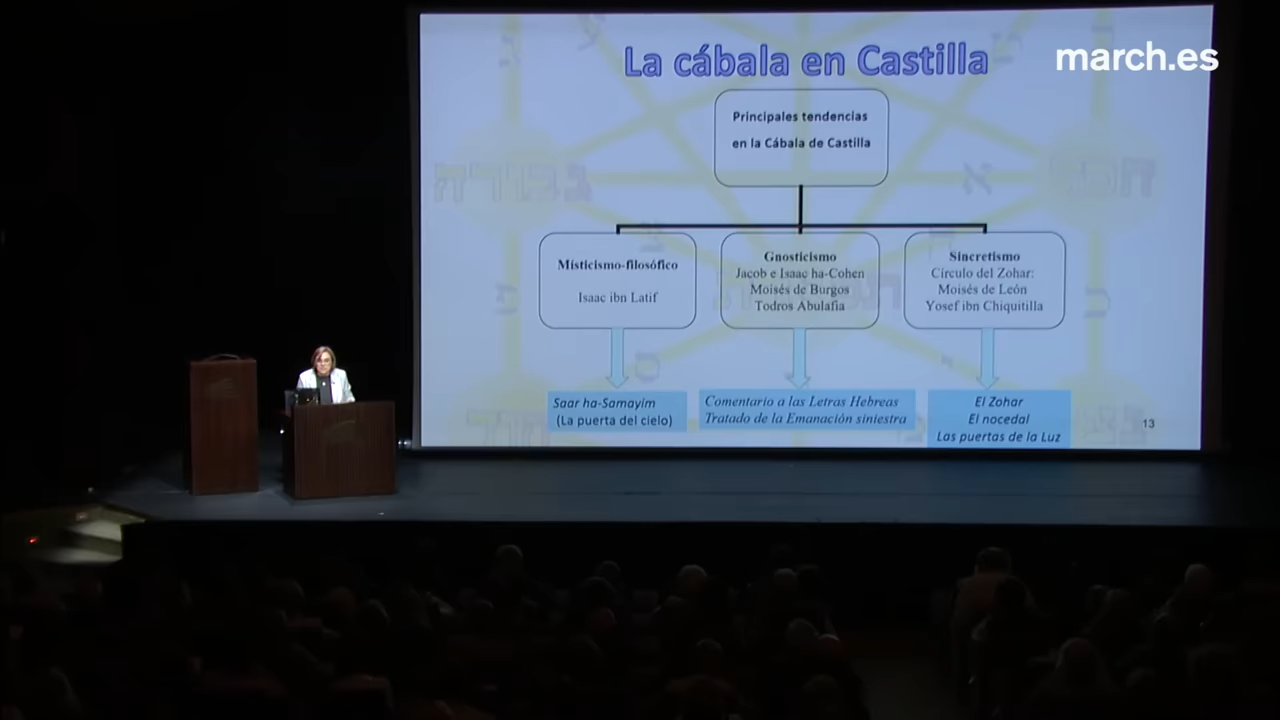 La cábala en Castilla
march.es
Principales tendencias
en la Cábala de Castilla
Misticismo-filosófico
Isaac ibn Latif
Gnosticismo
Jacob e Isaac ha-Cohen
Moisés de Burgos
Todros Abulafia
Sincretismo
Círculo del Zohar:
Moisés de León
Yosef ibn Chiquitilla
Saar ha-Samayim
(La puerta del cielo)
Comentario a las Letras Hebreas
Tratado de la Emanación siniestra
El Zohar
El nocedal
Las puertas de la Luz
13